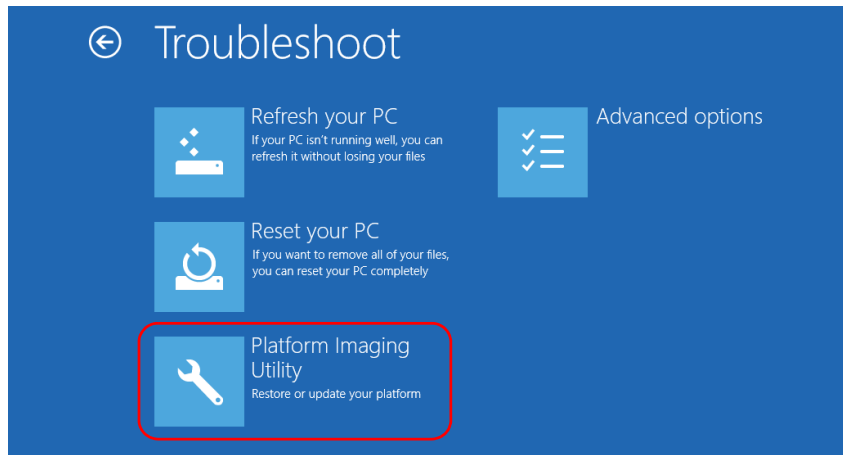 Troubleshoot
Refresh your PC
If your PC isn't running well, you can
refresh it without losing your files
Advanced options
Reset your PC
If you want to remove all of your files,
you can reset your PC completely
Platform Imaging
Utility
Restore or update your platform